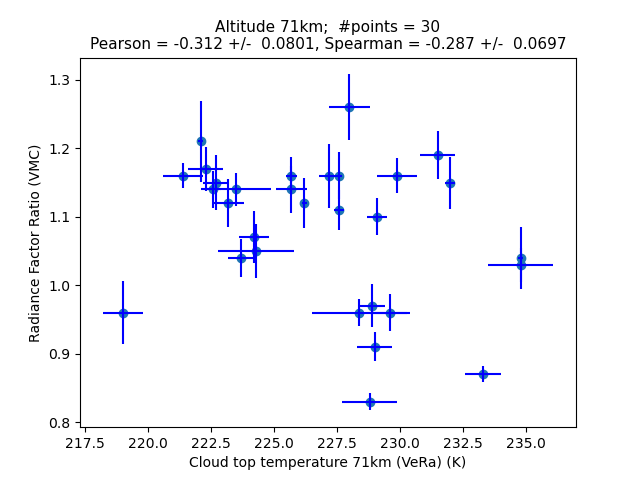 Altitude 71km;  #points = 30
Pearson = -0.312 +/-  0.0801, Spearman = -0.287 +/-  0.0697
Radiance Factor Ratio (VMC)
1.3
1.2
1.1
1.0
0.9
0.8
217.5 220.0 222.5 225.0 227.5 230.0 232.5 235.0
Cloud top temperature 71km (VeRa) (K)